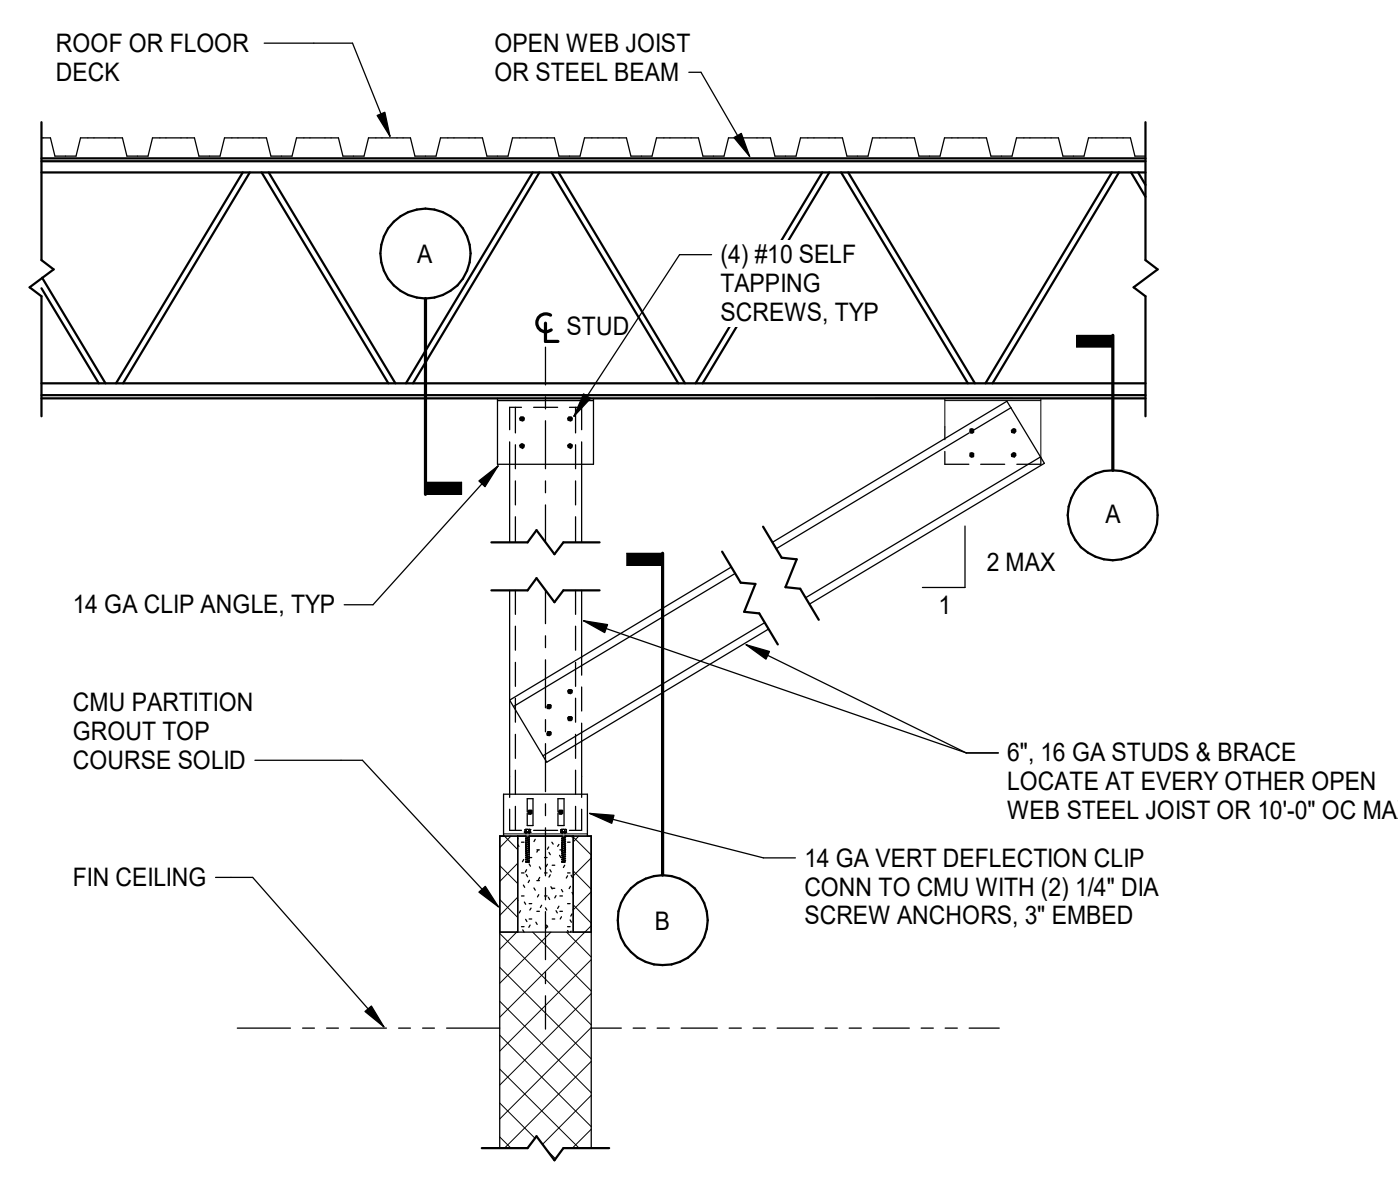 ROOF OR FLOOR
DECK
OPEN WEB JOIST
OR STEEL BEAM
A
(4) #10 SELF
TAPPING
SCREWS, TYP
℄ STUD
A
2 MAX
1
14 GA CLIP ANGLE, TYP
CMU PARTITION
GROUT TOP
COURSE SOLID
6", 16 GA STUDS & BRACE
LOCATE AT EVERY OTHER OPEN
WEB STEEL JOIST OR 10'-0" OC MA
14 GA VERT DEFLECTION CLIP
CONN TO CMU WITH (2) 1/4" DIA
SCREW ANCHORS, 3" EMBED
FIN CEILING
B